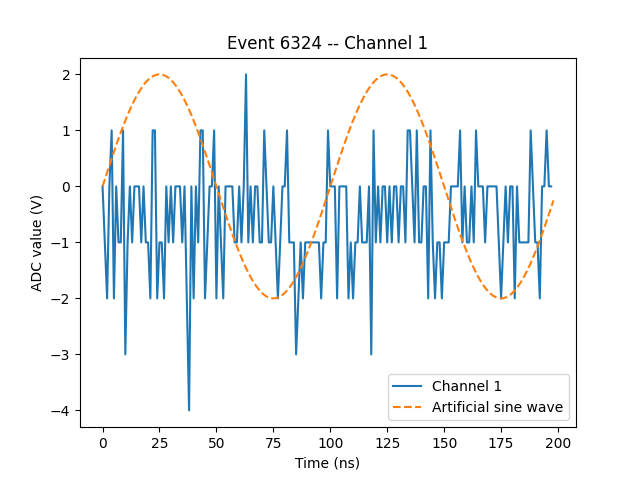 Event 6324 -- Channel 1
ADC value (V)
2
1
0
−1
−2
−3
−4
0 25 50 75 100 125 150 175 200
Time (ns)
Channel 1
Artificial sine wave